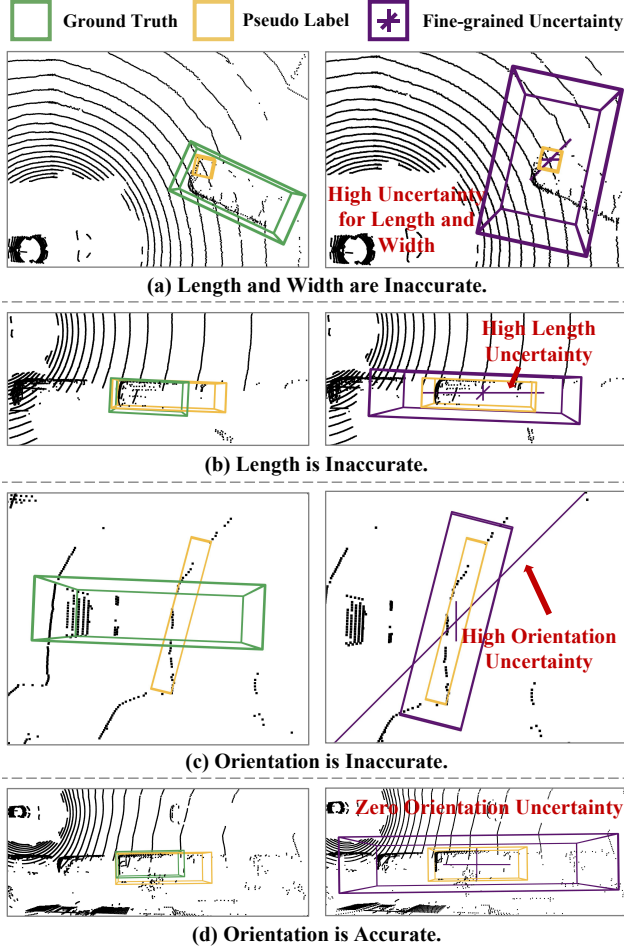 Ground Truth Pseudo Label Fine-grained Uncertainty
High Uncertainty
for Length and
Width
(a) Length and Width are Inaccurate.
High Length
Uncertainty
(b) Length is Inaccurate.
High Orientation
Uncertainty
(c) Orientation is Inaccurate.
Zero Orientation Uncertainty
(d) Orientation is Accurate.